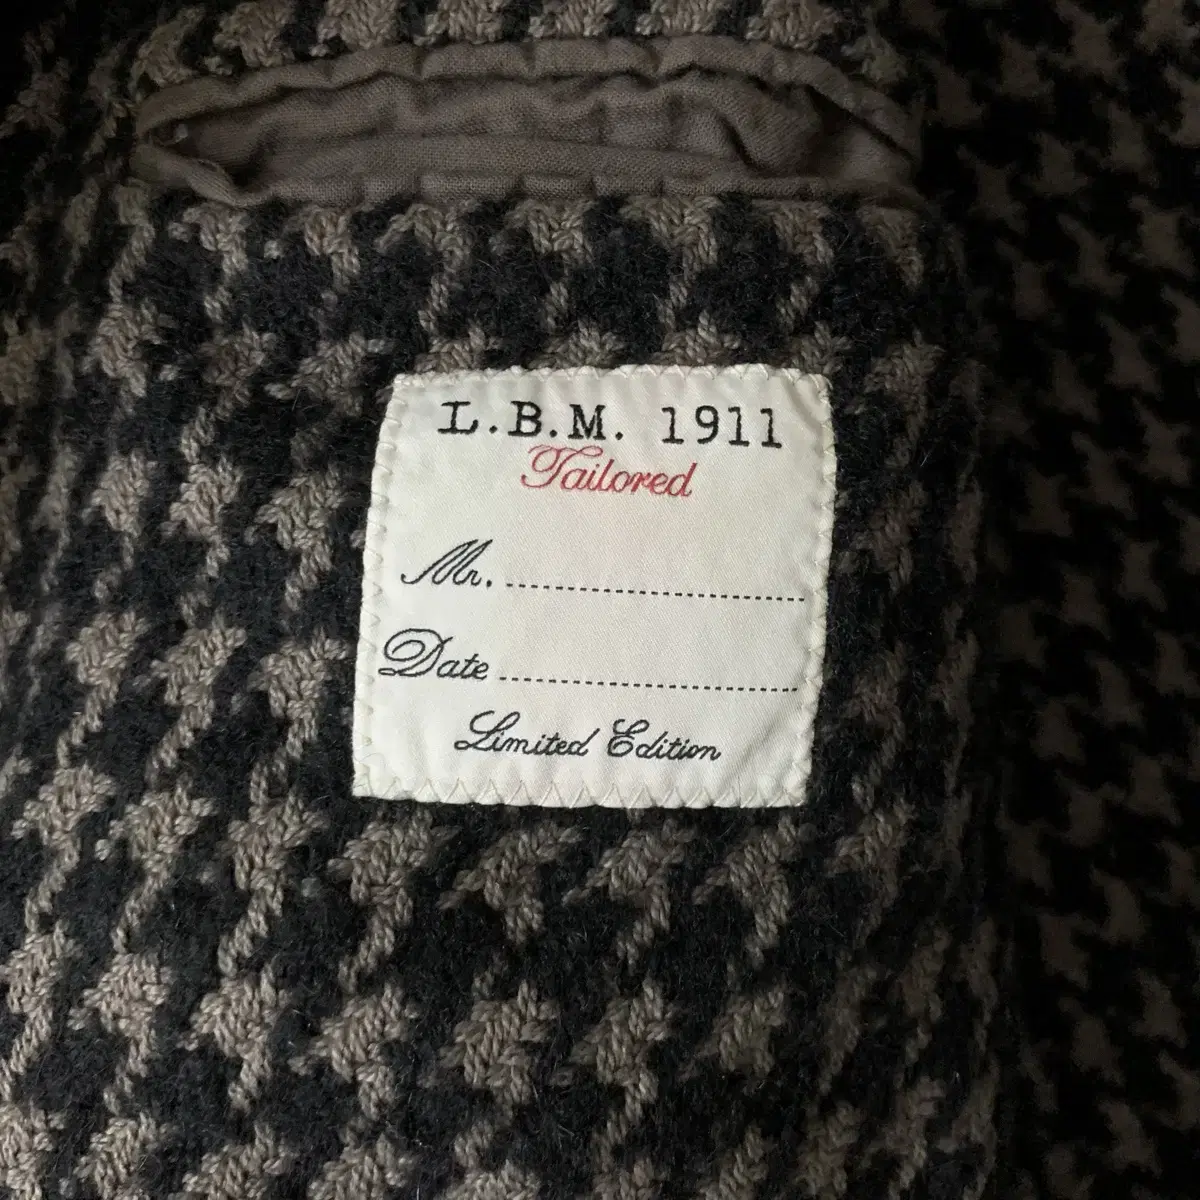 L.B.M. 1911
Tailored
Mr. ........................................
Date ........................................
Limited Edition